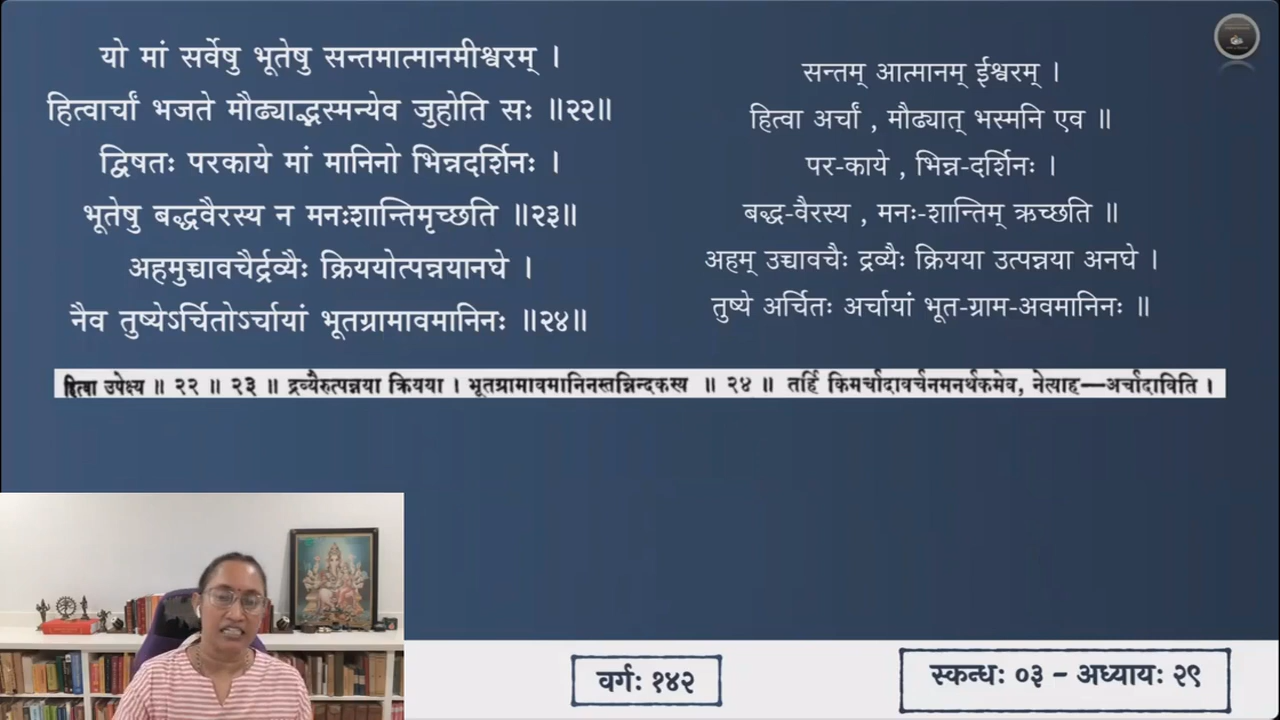 यो मां सर्वेषु भूतेषु सन्तमात्मानमीश्वरम् ।
हित्वार्चां भजते मौढ्याद्भस्मन्येव जुहोति सः ॥२२॥
द्विषतः परकाये मां मानिनो भिन्नदर्शिनः ।
भूतेषु बद्धवैरस्य न मनःशान्तिमृच्छति ॥२३॥
अहमुच्चावचैर्द्रव्यैः क्रिययोत्पन्नयानघे ।
नैव तुष्येऽर्चितोऽर्चायां भूतग्रामावमानिनः ॥२४॥
सन्तम् आत्मानम् ईश्वरम् ।
हित्वा अर्चां , मौढ्यात् भस्मनि एव ॥
पर-काये , भिन्न-दर्शिनः ।
बद्ध-वैरस्य , मनः-शान्तिम् ऋच्छति ॥
अहम् उच्चावचैः द्रव्यैः क्रियया उत्पन्नया अनघे ।
तुष्ये अर्चितः अर्चायां भूत-ग्राम-अवमानिनः ॥
हित्वा उपेक्ष्य ॥ २२ ॥ २३ ॥ द्रव्यैरुत्पन्नया क्रियया । भूतग्रामावमानिनस्तन्निन्दकस्य ॥ २४ ॥ तर्हि किमर्चादावर्चनमनर्थकमेव, नेत्याह—अर्चादाविति ।
वर्गः १४२
स्कन्धः ०३ - अध्यायः २९